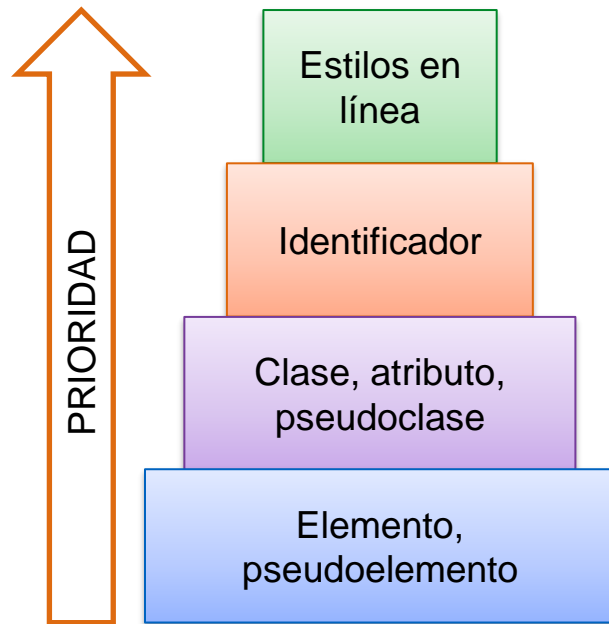 PRIORIDAD
Estilos en
línea
Identificador
Clase, atributo,
pseudoclase
Elemento,
pseudoelemento